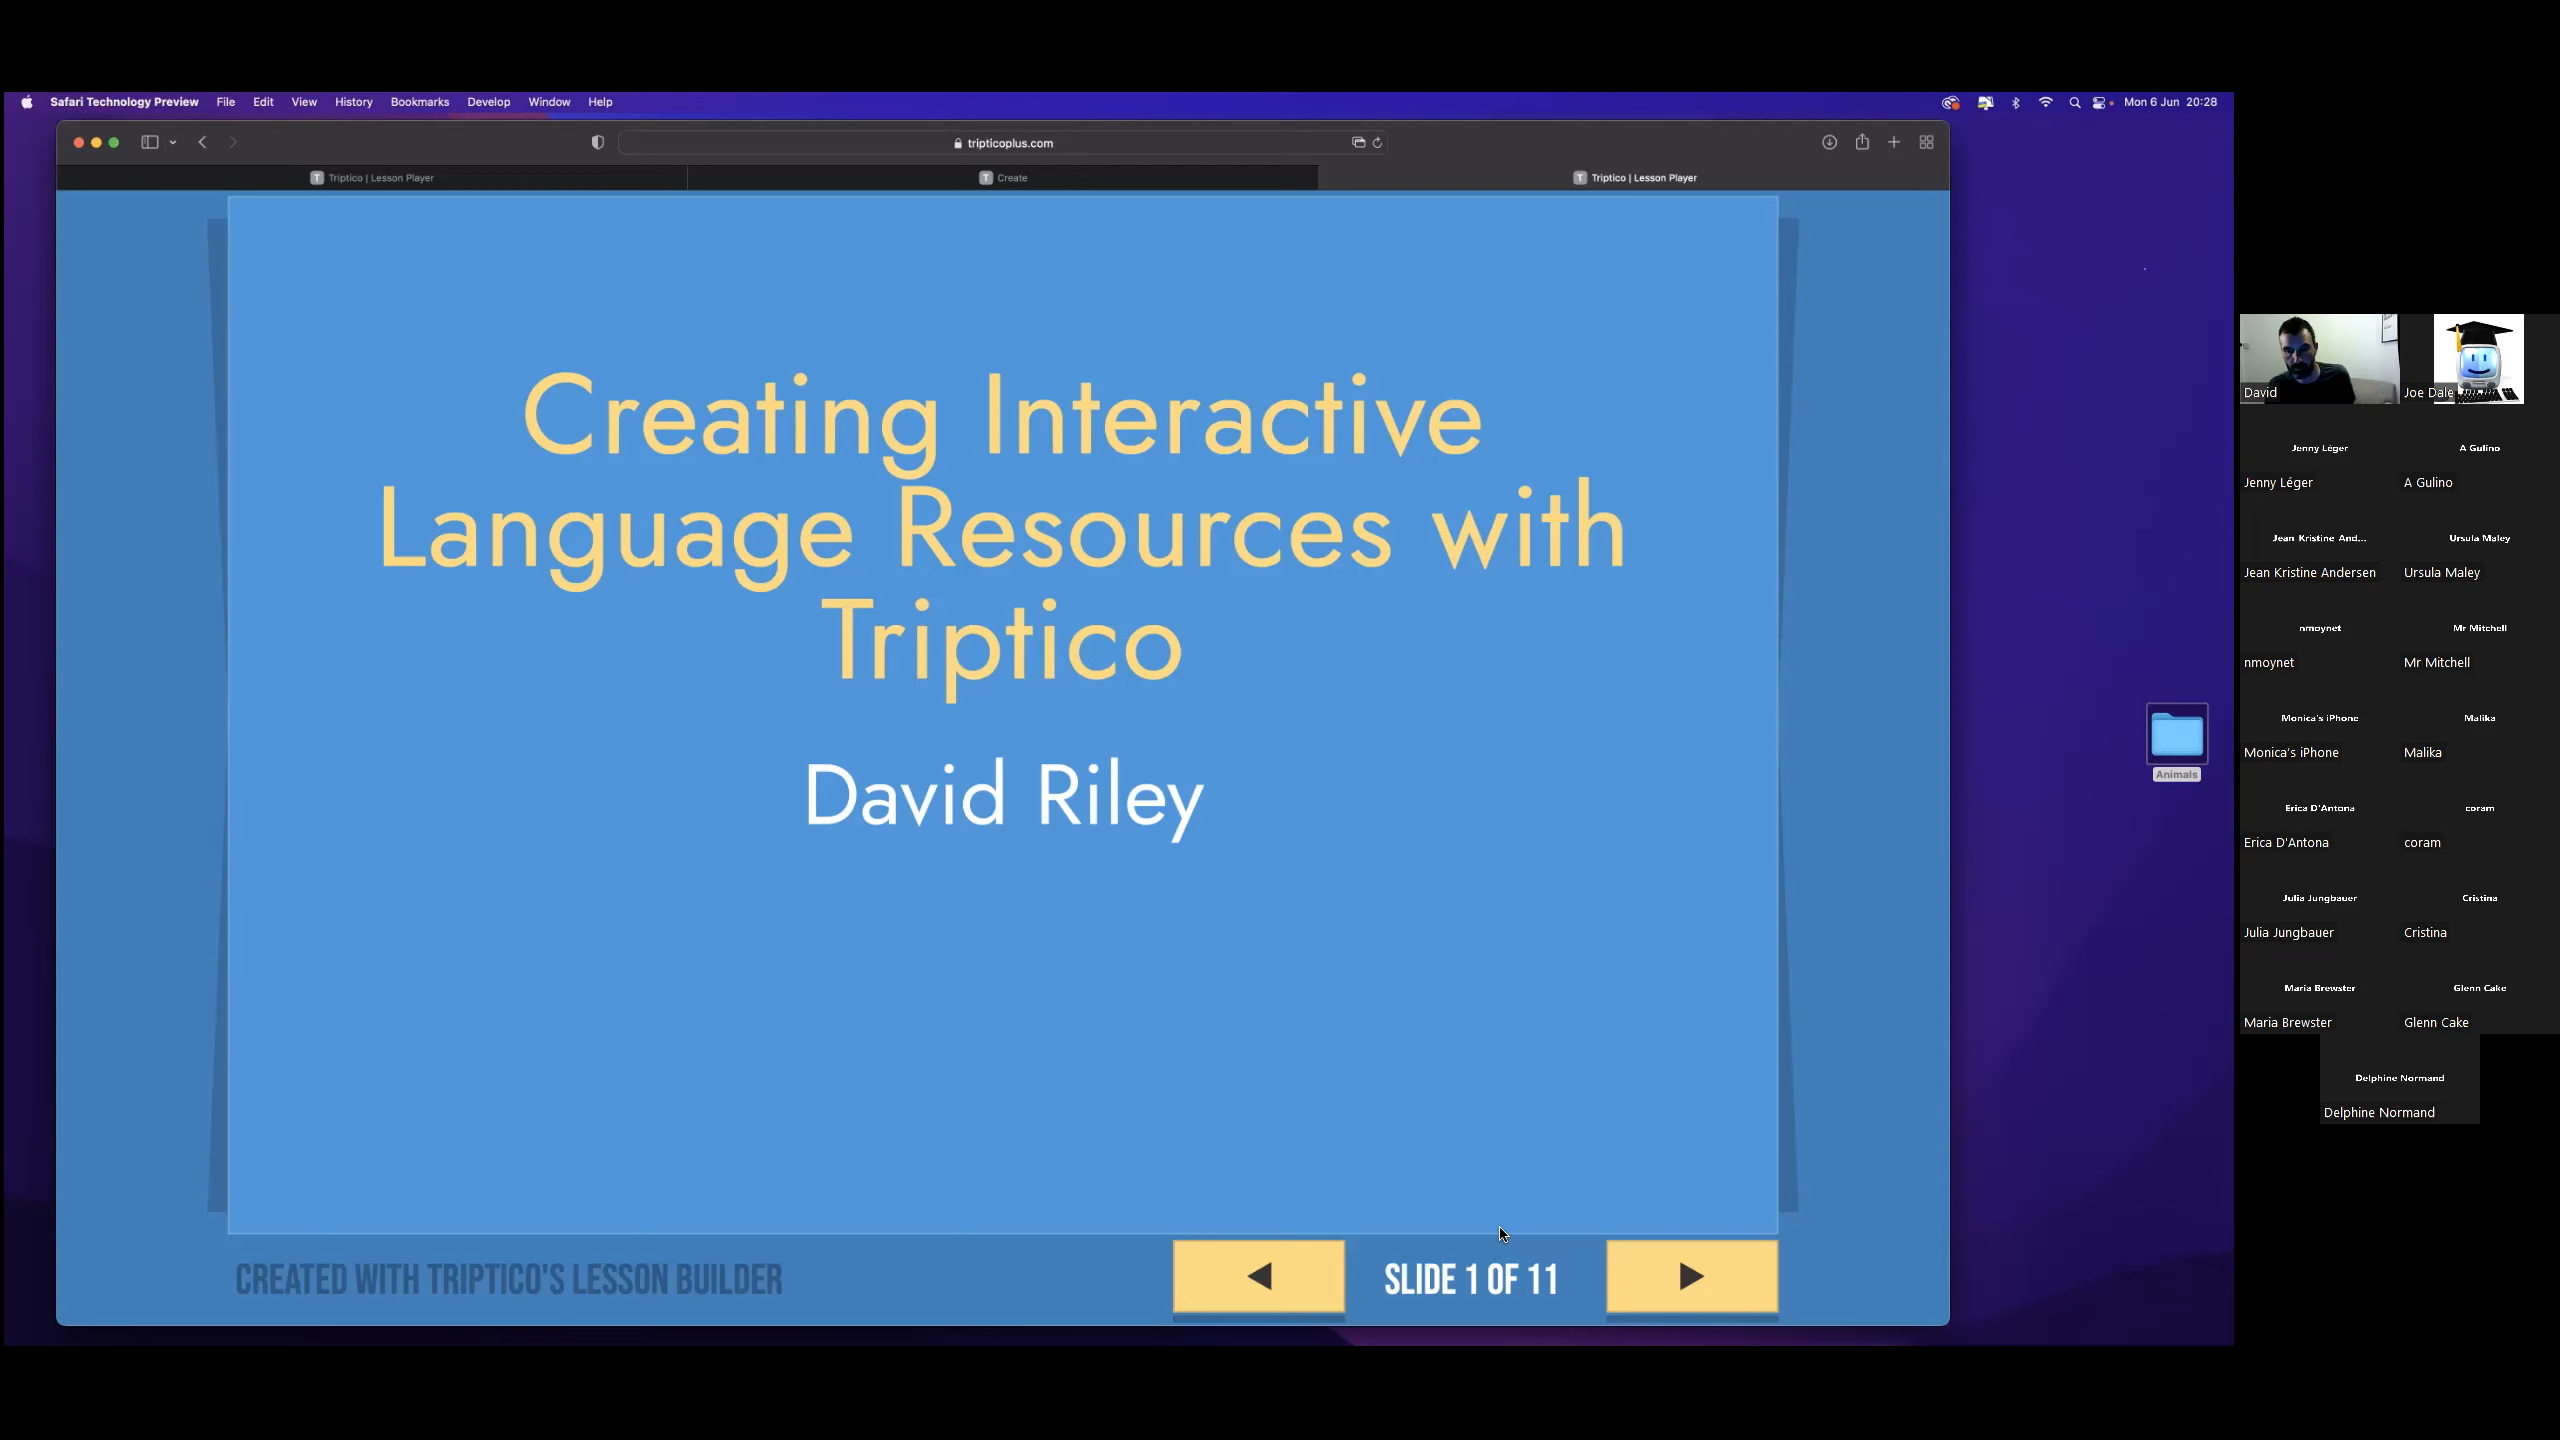 Safari Technology Preview File Edit View History Bookmarks Develop Window Help
Mon 6 Jun 20:28
tripticoplus.com
Triptico | Lesson Player
Create
Triptico | Lesson Player
Creating Interactive
Language Resources with
Triptico
David Riley
CREATED WITH TRIPTICO'S LESSON BUILDER
SLIDE 1 OF 11
Animals
David
Joe Dale
Jenny Léger
A Gulino
Jenny Léger
A Gulino
Jean Kristine And...
Ursula Maley
Jean Kristine Andersen
Ursula Maley
nmoynet
Mr Mitchell
nmoynet
Mr Mitchell
Monica's iPhone
Malika
Monica's iPhone
Malika
Erica D'Antona
coram
Erica D'Antona
coram
Julia Jungbauer
Cristina
Julia Jungbauer
Cristina
Maria Brewster
Glenn Cake
Maria Brewster
Glenn Cake
Delphine Normand
Delphine Normand